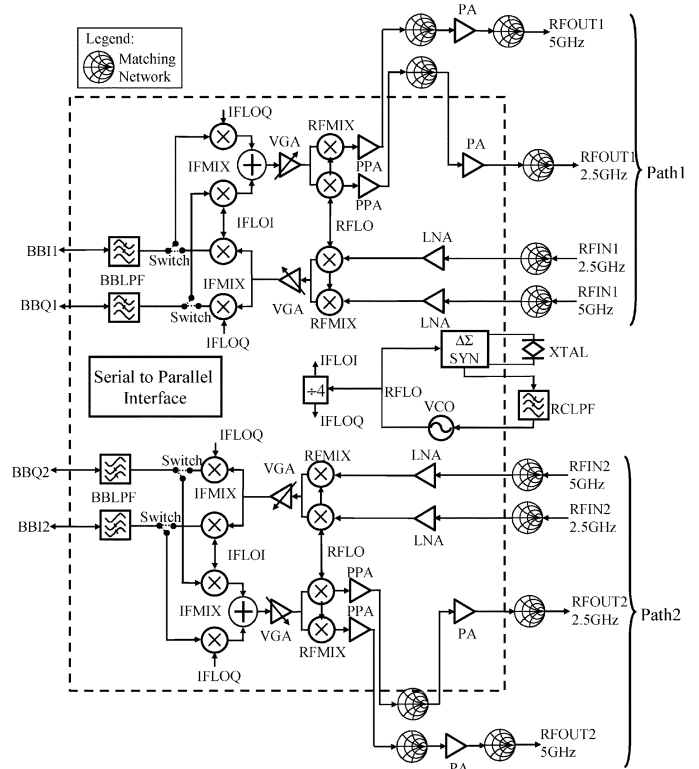 Legend:
Matching
Network
PA
RFOUT1
5GHz
IFLOQ
VGA
RFMIX
IFMIX
PPA
PA
RFOUT1
2.5GHz
Path1
PPA
IFLOI
RFLO
BBI1
BBLPF
Switch
IFMIX
LNA
RFIN1
2.5GHz
BBQ1
Switch
VGA
RFMIX
LNA
RFIN1
5GHz
IFLOQ
ΔΣ
SYN
XTAL
IFLOI
÷4
RFLO
IFLOQ
VCO
RCLPF
Serial to Parallel
Interface
IFLOQ
BBQ2
Switch
BBLPF
IFMIX
VGA
RFMIX
LNA
RFIN2
5GHz
BBI2
Switch
LNA
RFIN2
2.5GHz
IFLOI
RFLO
IFMIX
PPA
PPA
VGA
RFMIX
PA
RFOUT2
2.5GHz
Path2
IFLOQ
RFOUT2
5GHz
PA